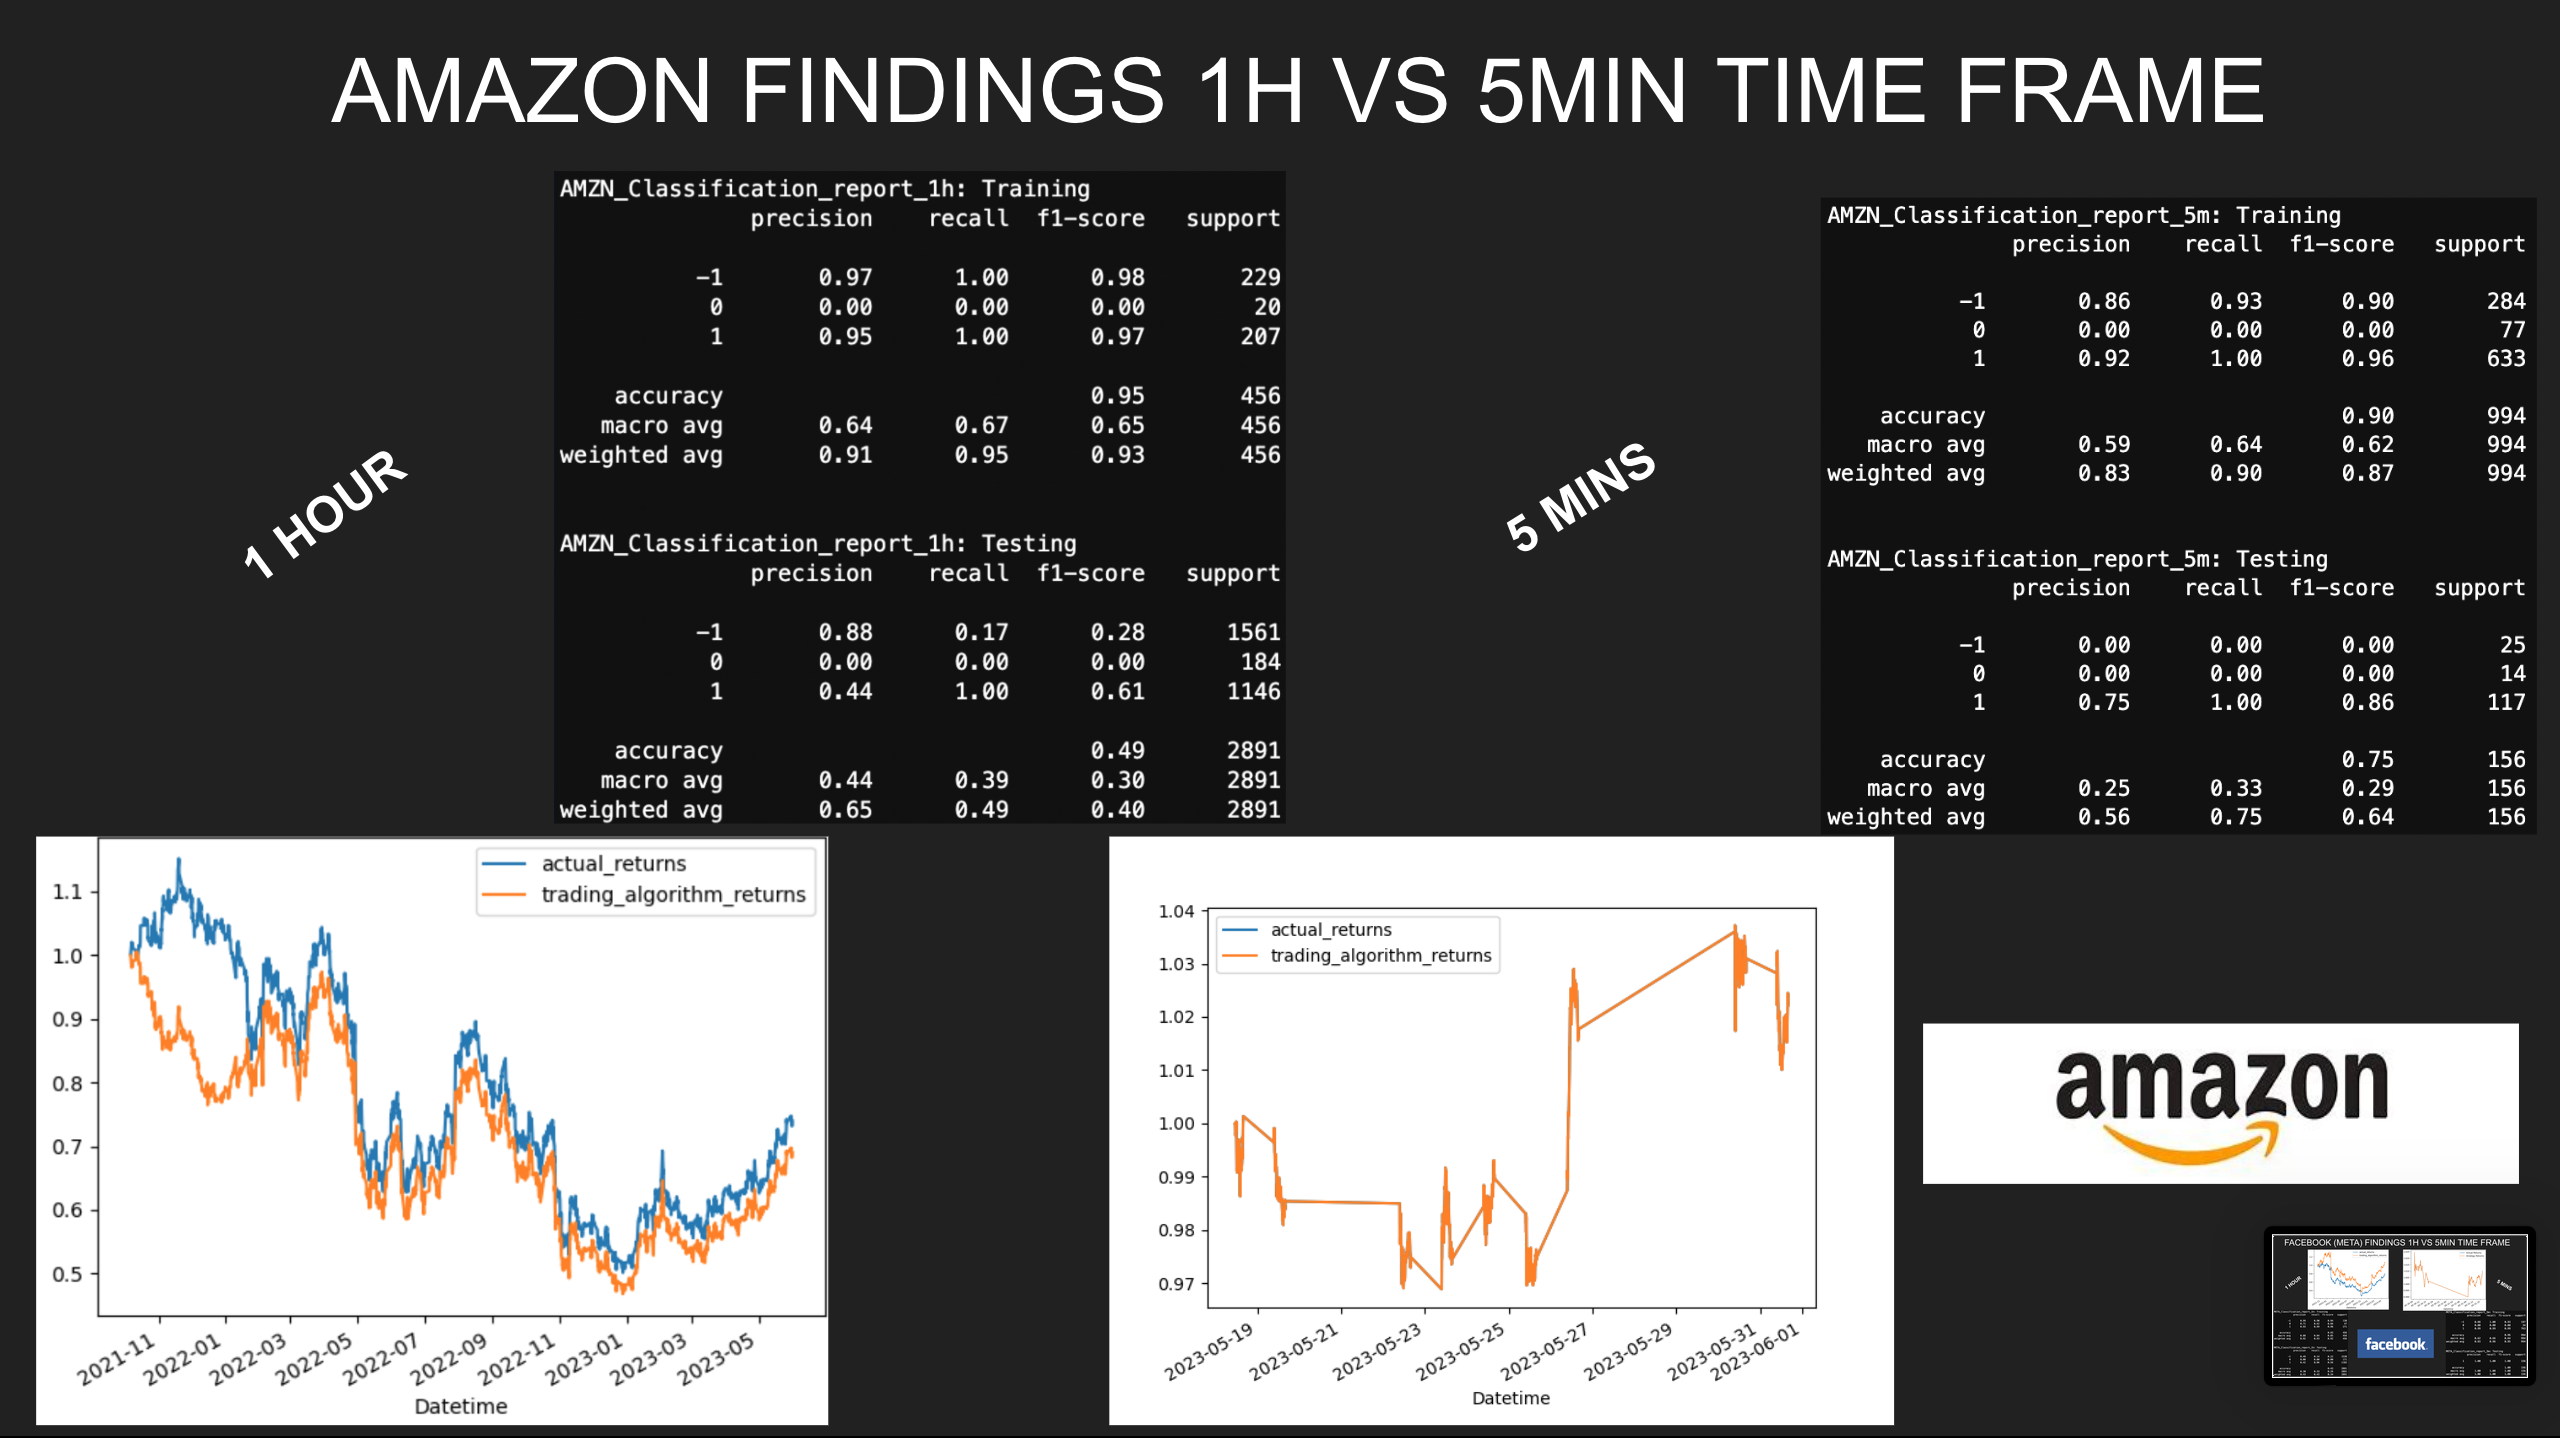 AMAZON FINDINGS 1H VS 5MIN TIME FRAME
1 HOUR
AMZN_Classification_report_1h: Training
precision recall f1-score support
-1 0.97 1.00 0.98 229
0 0.00 0.00 0.00 20
1 0.95 1.00 0.97 207
accuracy 0.95 456
macro avg 0.64 0.67 0.65 456
weighted avg 0.91 0.95 0.93 456
AMZN_Classification_report_1h: Testing
precision recall f1-score support
-1 0.88 0.17 0.28 1561
0 0.00 0.00 0.00 184
1 0.44 1.00 0.61 1146
accuracy 0.49 2891
macro avg 0.44 0.39 0.30 2891
weighted avg 0.65 0.49 0.40 2891
5 MINS
AMZN_Classification_report_5m: Training
precision recall f1-score support
-1 0.86 0.93 0.90 284
0 0.00 0.00 0.00 77
1 0.92 1.00 0.96 633
accuracy 0.90 994
macro avg 0.59 0.64 0.62 994
weighted avg 0.83 0.90 0.87 994
AMZN_Classification_report_5m: Testing
precision recall f1-score support
-1 0.00 0.00 0.00 25
0 0.00 0.00 0.00 14
1 0.75 1.00 0.86 117
accuracy 0.75 156
macro avg 0.25 0.33 0.29 156
weighted avg 0.56 0.75 0.64 156
actual_returns
trading_algorithm_returns
1.1
1.0
0.9
0.8
0.7
0.6
0.5
2021-11 2022-01 2022-03 2022-05 2022-07 2022-09 2022-11 2023-01 2023-03 2023-05
Datetime
actual_returns
trading_algorithm_returns
1.04
1.03
1.02
1.01
1.00
0.99
0.98
0.97
2023-05-19 2023-05-21 2023-05-23 2023-05-25 2023-05-27 2023-05-29 2023-05-31 2023-06-01
Datetime
amazon
FACEBOOK (META) FINDINGS 1H VS 5MIN TIME FRAME
1 HOUR
5 MINS
facebook